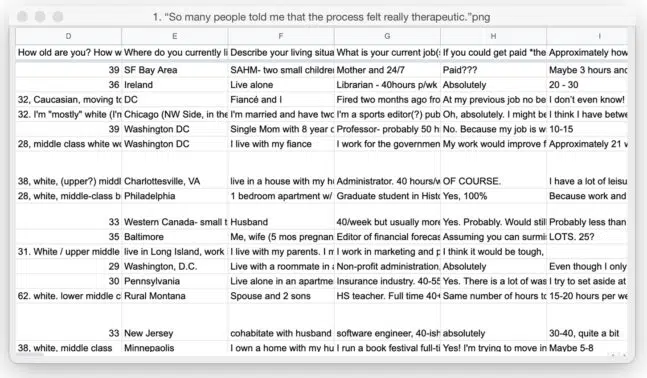 1. “So many people told me that the process felt really therapeutic.”png
D E F G H I
How old are you? How w Where do you currently li Describe your living situa What is your current job( If you could get paid *the Approximately how
39 SF Bay Area SAHM- two small children Mother and 24/7 Paid??? Maybe 3 hours and
36 Ireland Live alone Librarian - 40hours p/wk Absolutely 20 - 30
32, Caucasian, moving to DC Fiancé and I Fired two months ago fro At my previous job no be I don't even know!
32. I'm "mostly" white (I'm Chicago (NW Side, in the I'm married and have two I'm a sports editor(?) pub Oh, absolutely. I might be I think I have betwe
39 Washington DC Single Mom with 8 year o Professor- probably 50 h No. Because my job is w 10-15
28, middle class white wo Washington DC I live with my fiance I work for the governmen My work would improve f Approximately 21 w
38, white, (upper?) middl Charlottesville, VA live in a house with my hu Administrator. 40 hours/w OF COURSE. I have a lot of leisu
28, white, middle-class b Philadelphia 1 bedroom apartment w/ Graduate student in Histo Yes, 100% Because work and
33 Western Canada- small t Husband 40/week but usually more Yes. Probably. Would still Probably less than
35 Baltimore Me, wife (5 mos pregnan Editor of financial forecas Assuming you can surmis LOTS. 25?
31. White / upper middle live in Long Island, work I live with my parents. I m I work in marketing and p I think it would be tough,
29 Washington, D.C. Live with a roommate in a Non-profit administration, Absolutely Even though I only
30 Pennsylvania Live alone in an apartmen Insurance industry. 40-55 Yes. There is a lot of was I try to set aside at
62. white. lower middle c Rural Montana Spouse and 2 sons HS teacher. Full time 40+ Same number of hours to 15-20 hours per we
33 New Jersey cohabitate with husband software engineer, 40-ish absolutely 30-40, quite a bit
38, white, middle class Minnepaolis I own a home with my hu I run a book festival full-ti Yes! I'm trying to move in Maybe 5-8